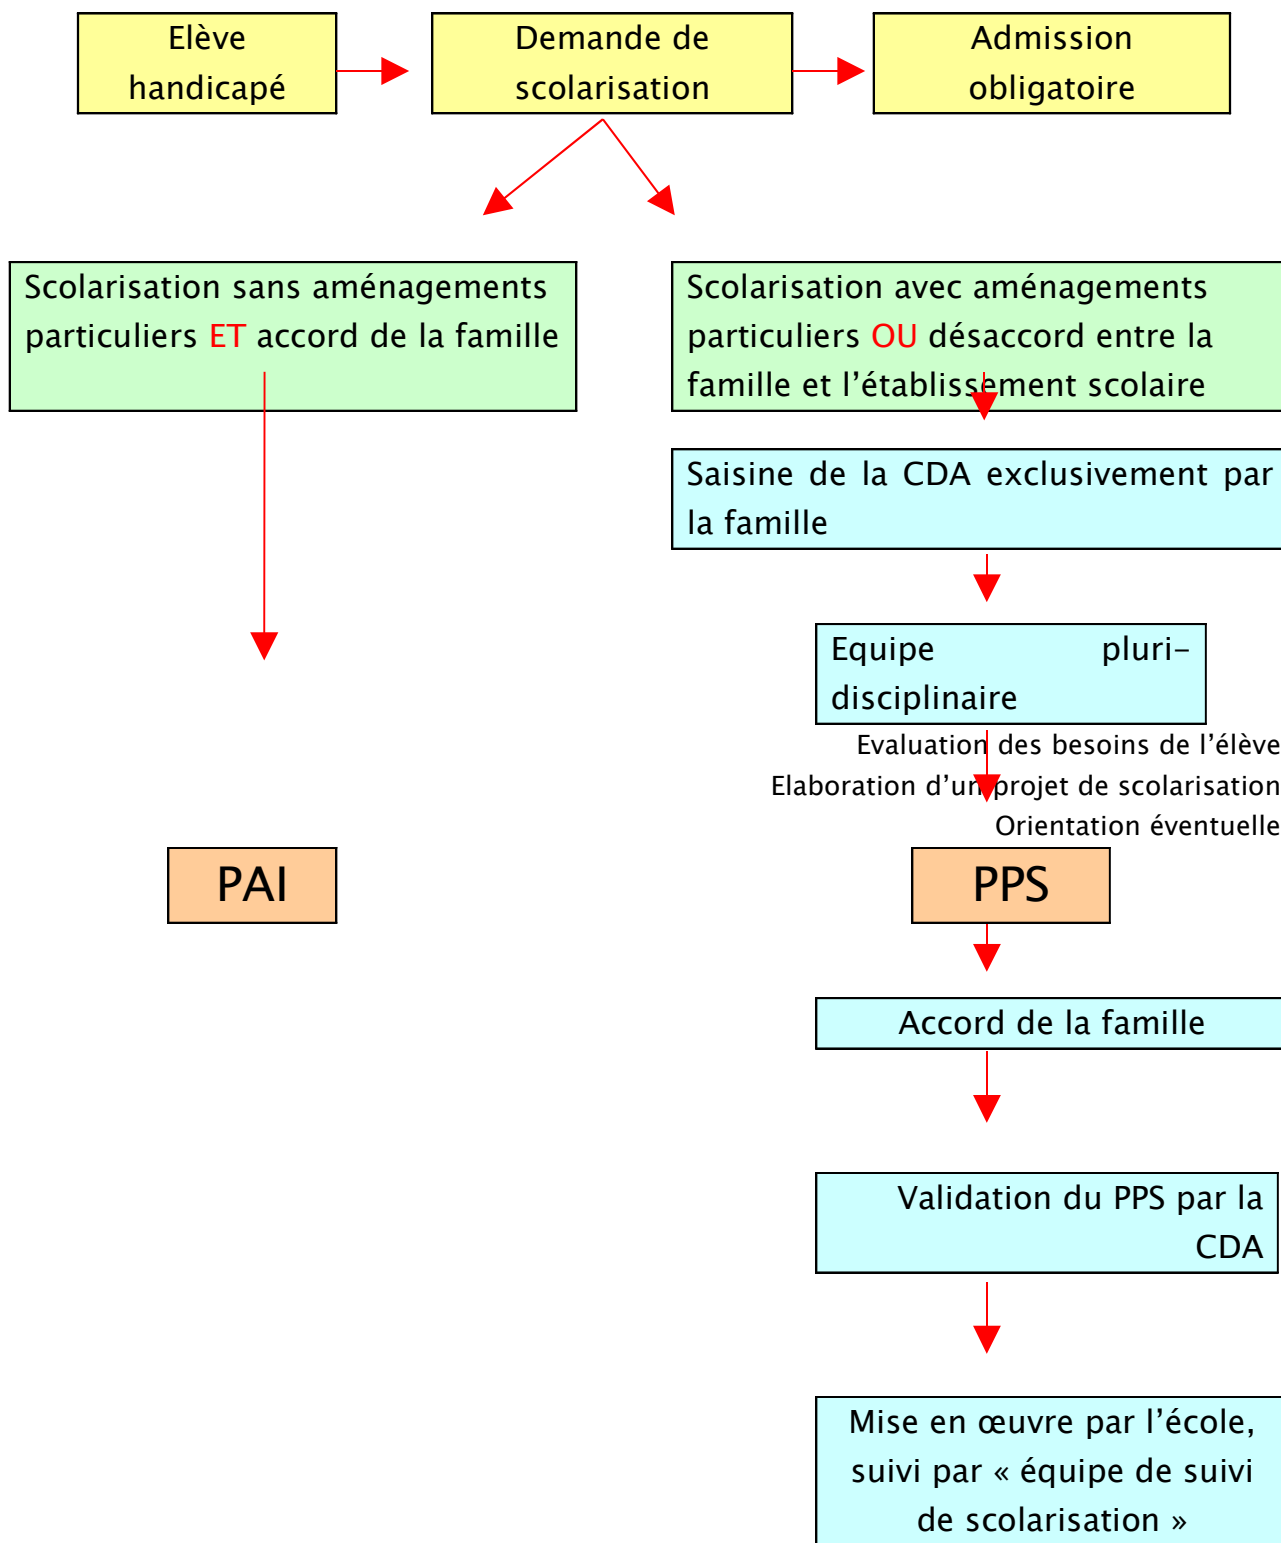 Elève
handicapé
Demande de
scolarisation
Admission
obligatoire
Scolarisation sans aménagements
particuliers ET accord de la famille
Scolarisation avec aménagements
particuliers OU désaccord entre la
famille et l’établissement scolaire
Saisine de la CDA exclusivement par
la famille
Equipe pluri-
disciplinaire
Evaluation des besoins de l’élève
Elaboration d’un projet de scolarisation
Orientation éventuelle
PAI
PPS
Accord de la famille
Validation du PPS par la
CDA
Mise en œuvre par l’école,
suivi par « équipe de suivi
de scolarisation »